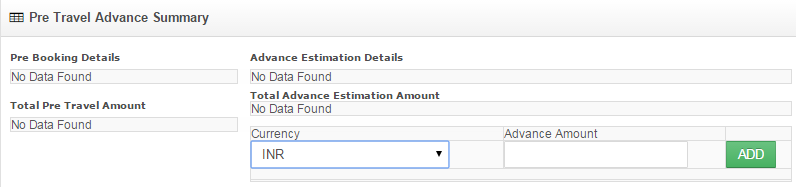 Pre Travel Advance Summary
Pre Booking Details
No Data Found
Total Pre Travel Amount
No Data Found
Advance Estimation Details
No Data Found
Total Advance Estimation Amount
No Data Found
Currency Advance Amount
INR ADD